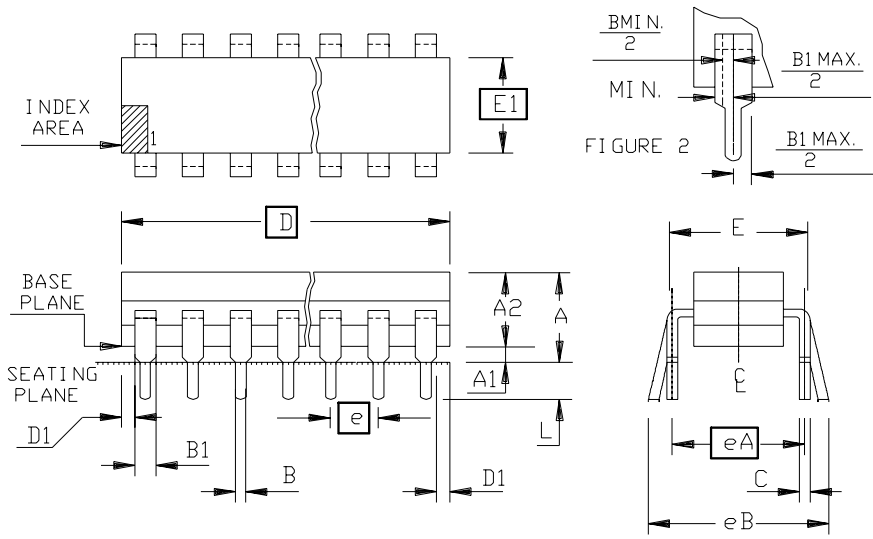 INDEX
AREA
1
E1
BMIN.
2
B1 MAX.
2
MIN.
FIGURE 2
B1 MAX
2
D
BASE
PLANE
A2
A
A1
SEATING
PLANE
D1
B1
e
L
B
D1
E
CL
eA
C
eB